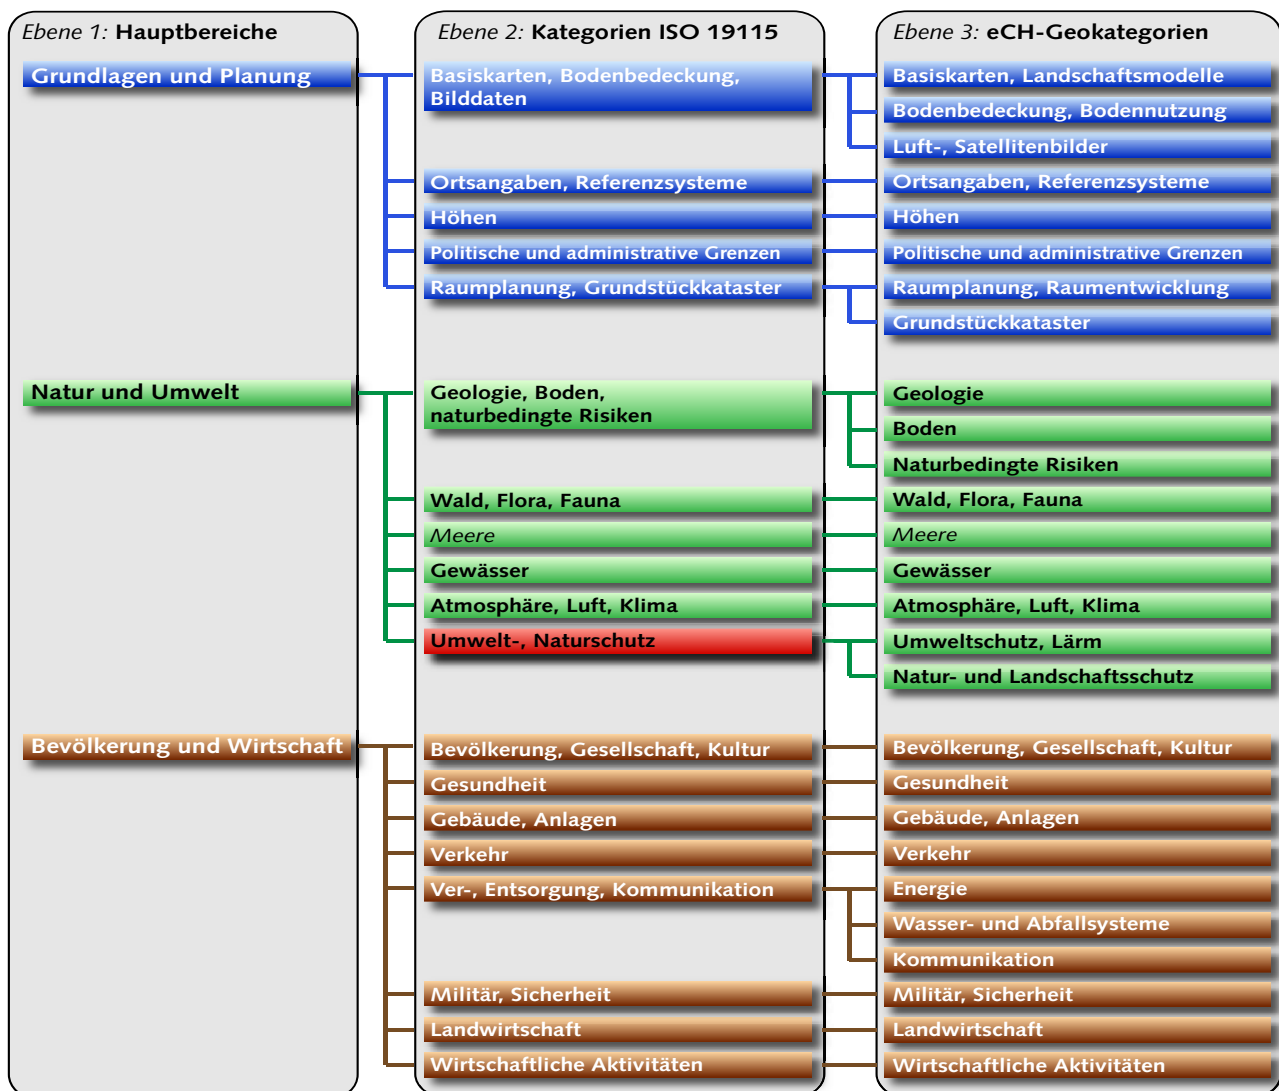 Ebene 1: Hauptbereiche
Grundlagen und Planung
Natur und Umwelt
Bevölkerung und Wirtschaft
Ebene 2: Kategorien ISO 19115
Basiskarten, Bodenbedeckung,
Bilddaten
Ortsangaben, Referenzsysteme
Höhen
Politische und administrative Grenzen
Raumplanung, Grundstückkataster
Geologie, Boden,
naturbedingte Risiken
Wald, Flora, Fauna
Meere
Gewässer
Atmosphäre, Luft, Klima
Umwelt-, Naturschutz
Bevölkerung, Gesellschaft, Kultur
Gesundheit
Gebäude, Anlagen
Verkehr
Ver-, Entsorgung, Kommunikation
Militär, Sicherheit
Landwirtschaft
Wirtschaftliche Aktivitäten
Ebene 3: eCH-Geokategorien
Basiskarten, Landschaftsmodelle
Bodenbedeckung, Bodennutzung
Luft-, Satellitenbilder
Ortsangaben, Referenzsysteme
Höhen
Politische und administrative Grenzen
Raumplanung, Raumentwicklung
Grundstückkataster
Geologie
Boden
Naturbedingte Risiken
Wald, Flora, Fauna
Meere
Gewässer
Atmosphäre, Luft, Klima
Umweltschutz, Lärm
Natur- und Landschaftsschutz
Bevölkerung, Gesellschaft, Kultur
Gesundheit
Gebäude, Anlagen
Verkehr
Energie
Wasser- und Abfallsysteme
Kommunikation
Militär, Sicherheit
Landwirtschaft
Wirtschaftliche Aktivitäten